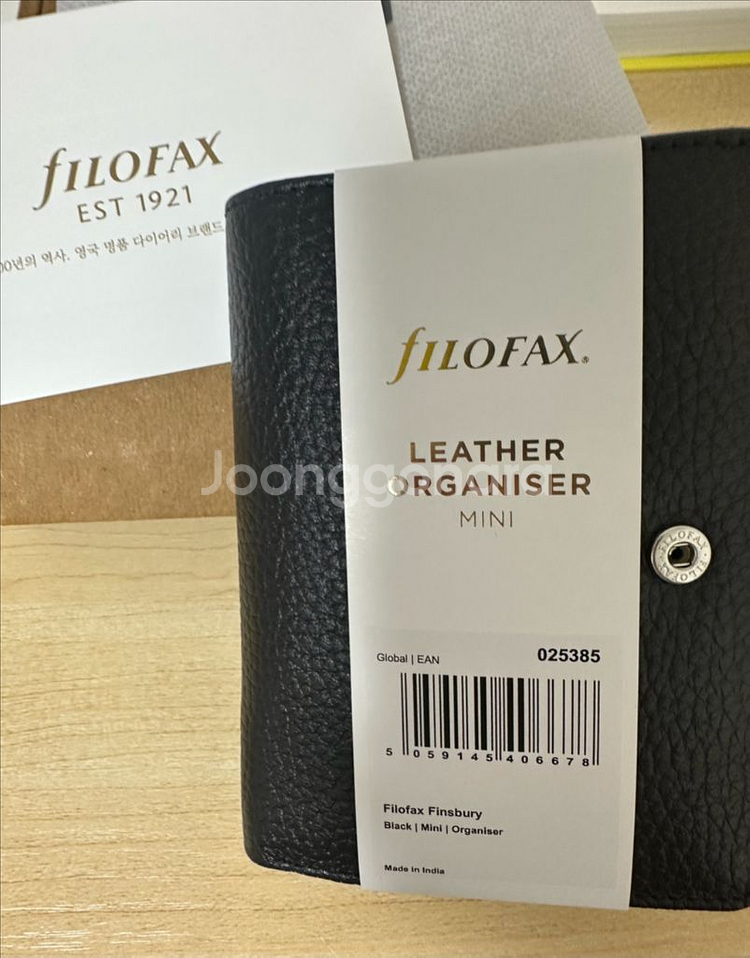 FILOFAX
EST 1921
00년의 역사. 영국 명품 다이어리 브랜드
FILOFAX®
LEATHER
ORGANISER
MINI
Joonggonara
FILOFAX · FILOFAX ·
Global | EAN 025385
5 059145 406678
Filofax Finsbury
Black | Mini | Organiser
Made in India